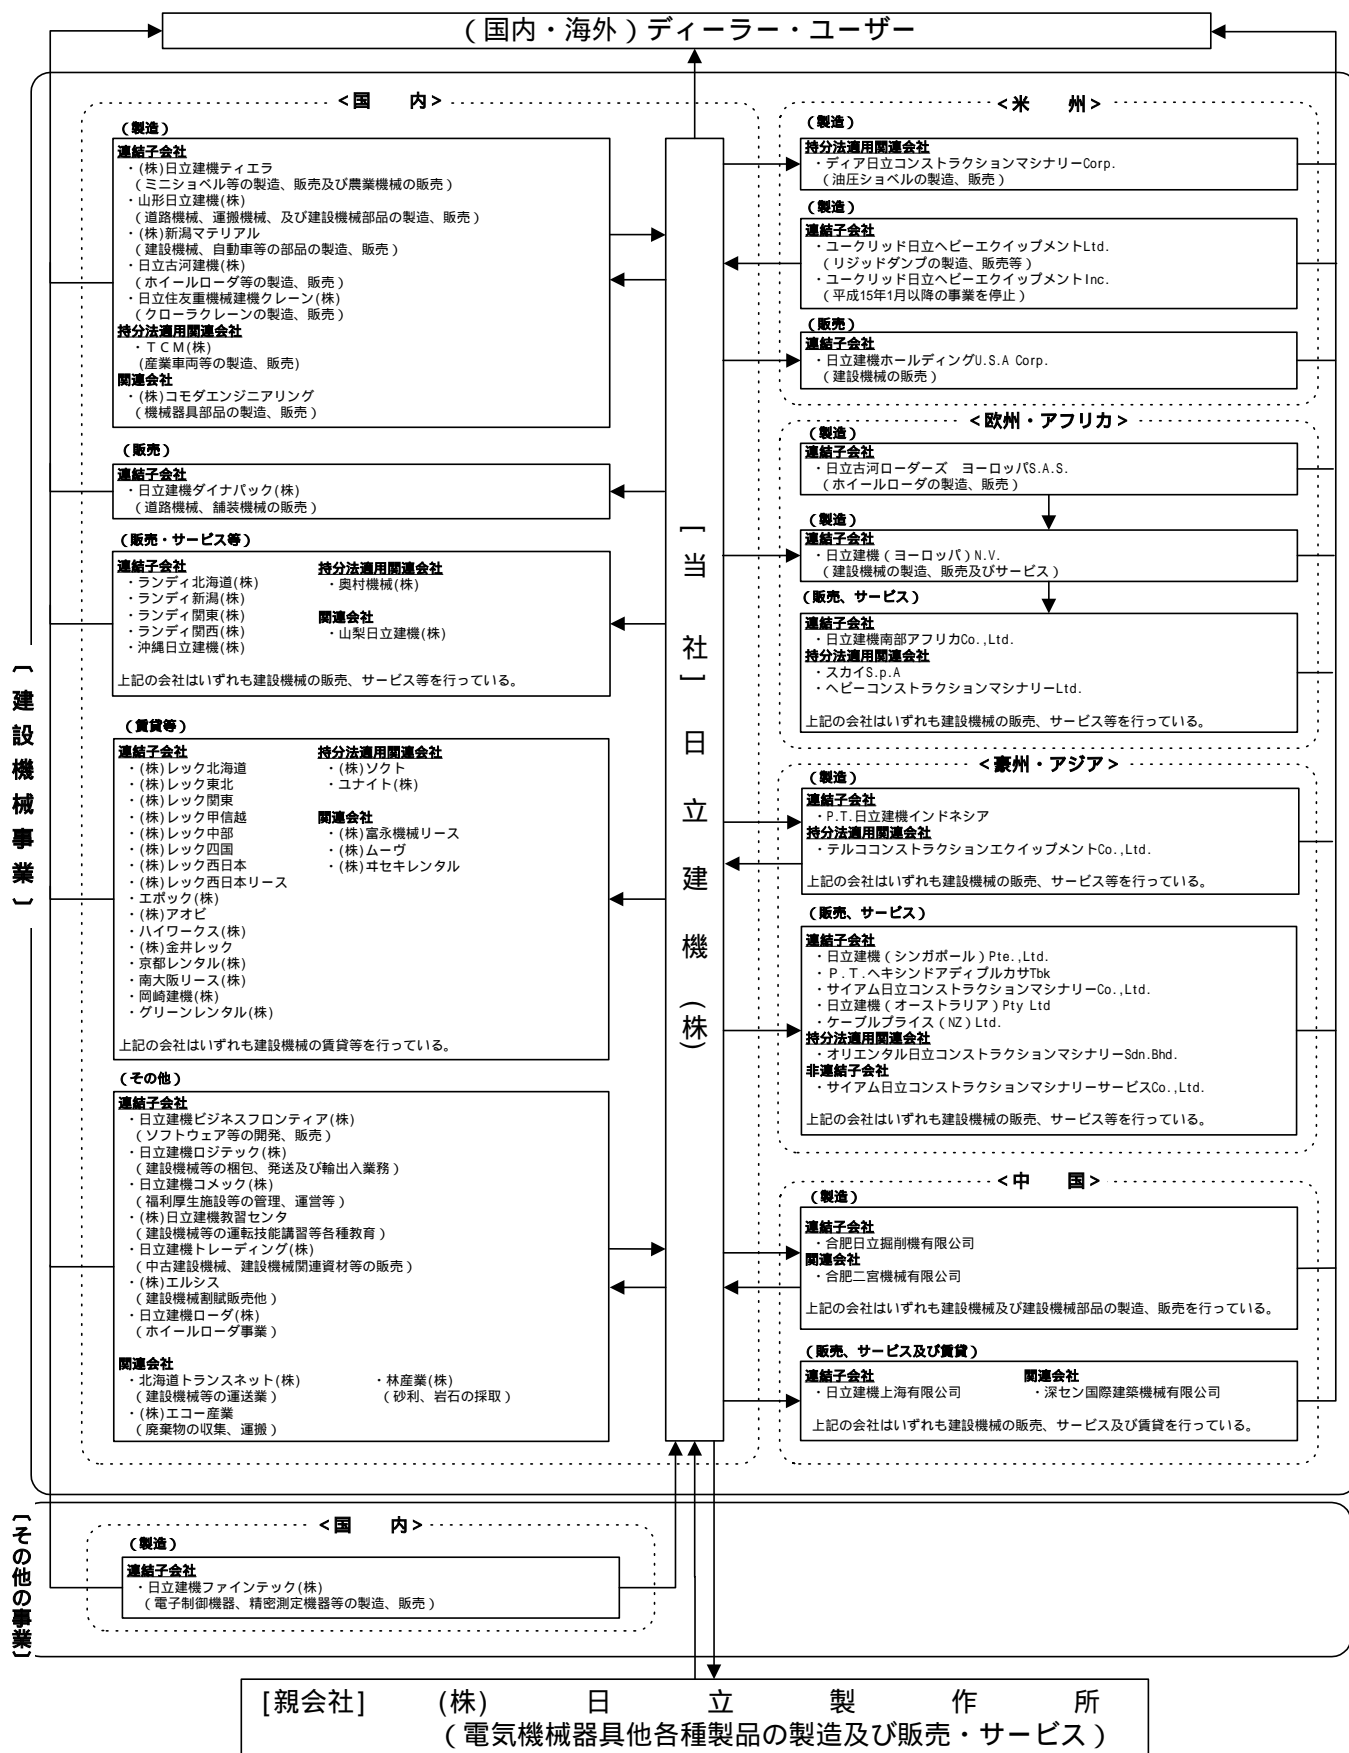 (国内・海外)ディーラー・ユーザー
〔建設機械事業〕
<国　内>
(製造)
連結子会社
・(株)日立建機ティエラ
(ミニショベル等の製造、販売及び農業機械の販売)
・山形日立建機(株)
(道路機械、運搬機械、及び建設機械部品の製造、販売)
・(株)新潟マテリアル
(建設機械、自動車等の部品の製造、販売)
・日立古河建機(株)
(ホイールローダ等の製造、販売)
・日立住友重機械建機クレーン(株)
(クローラクレーンの製造、販売)
持分法適用関連会社
・ＴＣＭ(株)
(産業車両等の製造、販売)
関連会社
・(株)コモダエンジニアリング
(機械器具部品の製造、販売)
(販売)
連結子会社
・日立建機ダイナパック(株)
(道路機械、舗装機械の販売)
(販売・サービス等)
連結子会社
・ランディ北海道(株)
・ランディ新潟(株)
・ランディ関東(株)
・ランディ関西(株)
・沖縄日立建機(株)
持分法適用関連会社
・奥村機械(株)
関連会社
・山梨日立建機(株)
上記の会社はいずれも建設機械の販売、サービス等を行っている。
(賃貸等)
連結子会社
・(株)レック北海道
・(株)レック東北
・(株)レック関東
・(株)レック甲信越
・(株)レック中部
・(株)レック四国
・(株)レック西日本
・(株)レック西日本リース
・エポック(株)
・(株)アオビ
・ハイワークス(株)
・(株)金井レック
・京都レンタル(株)
・南大阪リース(株)
・岡崎建機(株)
・グリーンレンタル(株)
持分法適用関連会社
・(株)ソクト
・ユナイト(株)
関連会社
・(株)富永機械リース
・(株)ムーヴ
・(株)ヰセキレンタル
上記の会社はいずれも建設機械の賃貸等を行っている。
(その他)
連結子会社
・日立建機ビジネスフロンティア(株)
(ソフトウェア等の開発、販売)
・日立建機ロジテック(株)
(建設機械等の梱包、発送及び輸出入業務)
・日立建機コメック(株)
(福利厚生施設等の管理、運営等)
・(株)日立建機教習センタ
(建設機械等の運転技能講習等各種教育)
・日立建機トレーディング(株)
(中古建設機械、建設機械関連資材等の販売)
・(株)エルシス
(建設機械割賦販売他)
・日立建機ローダ(株)
(ホイールローダ事業)
関連会社
・北海道トランスネット(株)
(建設機械等の運送業)
・(株)エコー産業
(廃棄物の収集、運搬)
・林産業(株)
(砂利、岩石の採取)
[当社]日立建機(株)
<米　州>
(製造)
持分法適用関連会社
・ディア日立コンストラクションマシナリーCorp.
(油圧ショベルの製造、販売)
(製造)
連結子会社
・ユークリッド日立ヘビーエクイップメントLtd.
(リジッドダンプの製造、販売等)
・ユークリッド日立ヘビーエクイップメントInc.
(平成15年1月以降の事業を停止)
(販売)
連結子会社
・日立建機ホールディングU.S.A Corp.
(建設機械の販売)
<欧州・アフリカ>
(製造)
連結子会社
・日立古河ローダーズ　ヨーロッパS.A.S.
(ホイールローダの製造、販売)
(製造)
連結子会社
・日立建機(ヨーロッパ)N.V.
(建設機械の製造、販売及びサービス)
(販売、サービス)
連結子会社
・日立建機南部アフリカCo.,Ltd.
持分法適用関連会社
・スカイS.p.A
・ヘビーコンストラクションマシナリーLtd.
上記の会社はいずれも建設機械の販売、サービス等を行っている。
<豪州・アジア>
(製造)
連結子会社
・P.T.日立建機インドネシア
持分法適用関連会社
・テルココンストラクションエクイップメントCo.,Ltd.
上記の会社はいずれも建設機械の販売、サービス等を行っている。
(販売、サービス)
連結子会社
・日立建機(シンガポール)Pte.,Ltd.
・Ｐ.Ｔ.ヘキシンドアディプルカサTbk
・サイアム日立コンストラクションマシナリーCo.,Ltd.
・日立建機(オーストラリア)Pty Ltd
・ケーブルプライス(NZ)Ltd.
持分法適用関連会社
・オリエンタル日立コンストラクションマシナリーSdn.Bhd.
非連結子会社
・サイアム日立コンストラクションマシナリーサービスCo.,Ltd.
上記の会社はいずれも建設機械の販売、サービス等を行っている。
<中　国>
(製造)
連結子会社
・合肥日立掘削機有限公司
関連会社
・合肥二宮機械有限公司
上記の会社はいずれも建設機械及び建設機械部品の製造、販売を行っている。
(販売、サービス及び賃貸)
連結子会社
・日立建機上海有限公司
関連会社
・深セン国際建築機械有限公司
上記の会社はいずれも建設機械の販売、サービス及び賃貸を行っている。
〔その他の事業〕
<国　内>
(製造)
連結子会社
・日立建機ファインテック(株)
(電子制御機器、精密測定機器等の製造、販売)
[親会社]　(株)　日　立　製　作　所
(電気機械器具他各種製品の製造及び販売・サービス)